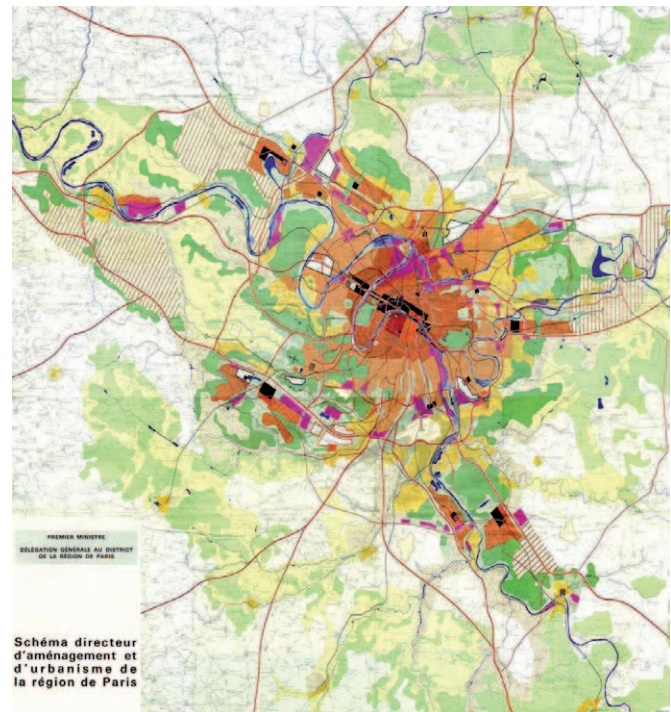 PREMIER MINISTRE
DÉLÉGATION GÉNÉRALE AU DISTRICT
DE LA RÉGION DE PARIS
Schéma directeur
d'aménagement et
d'urbanisme de
la région de Paris